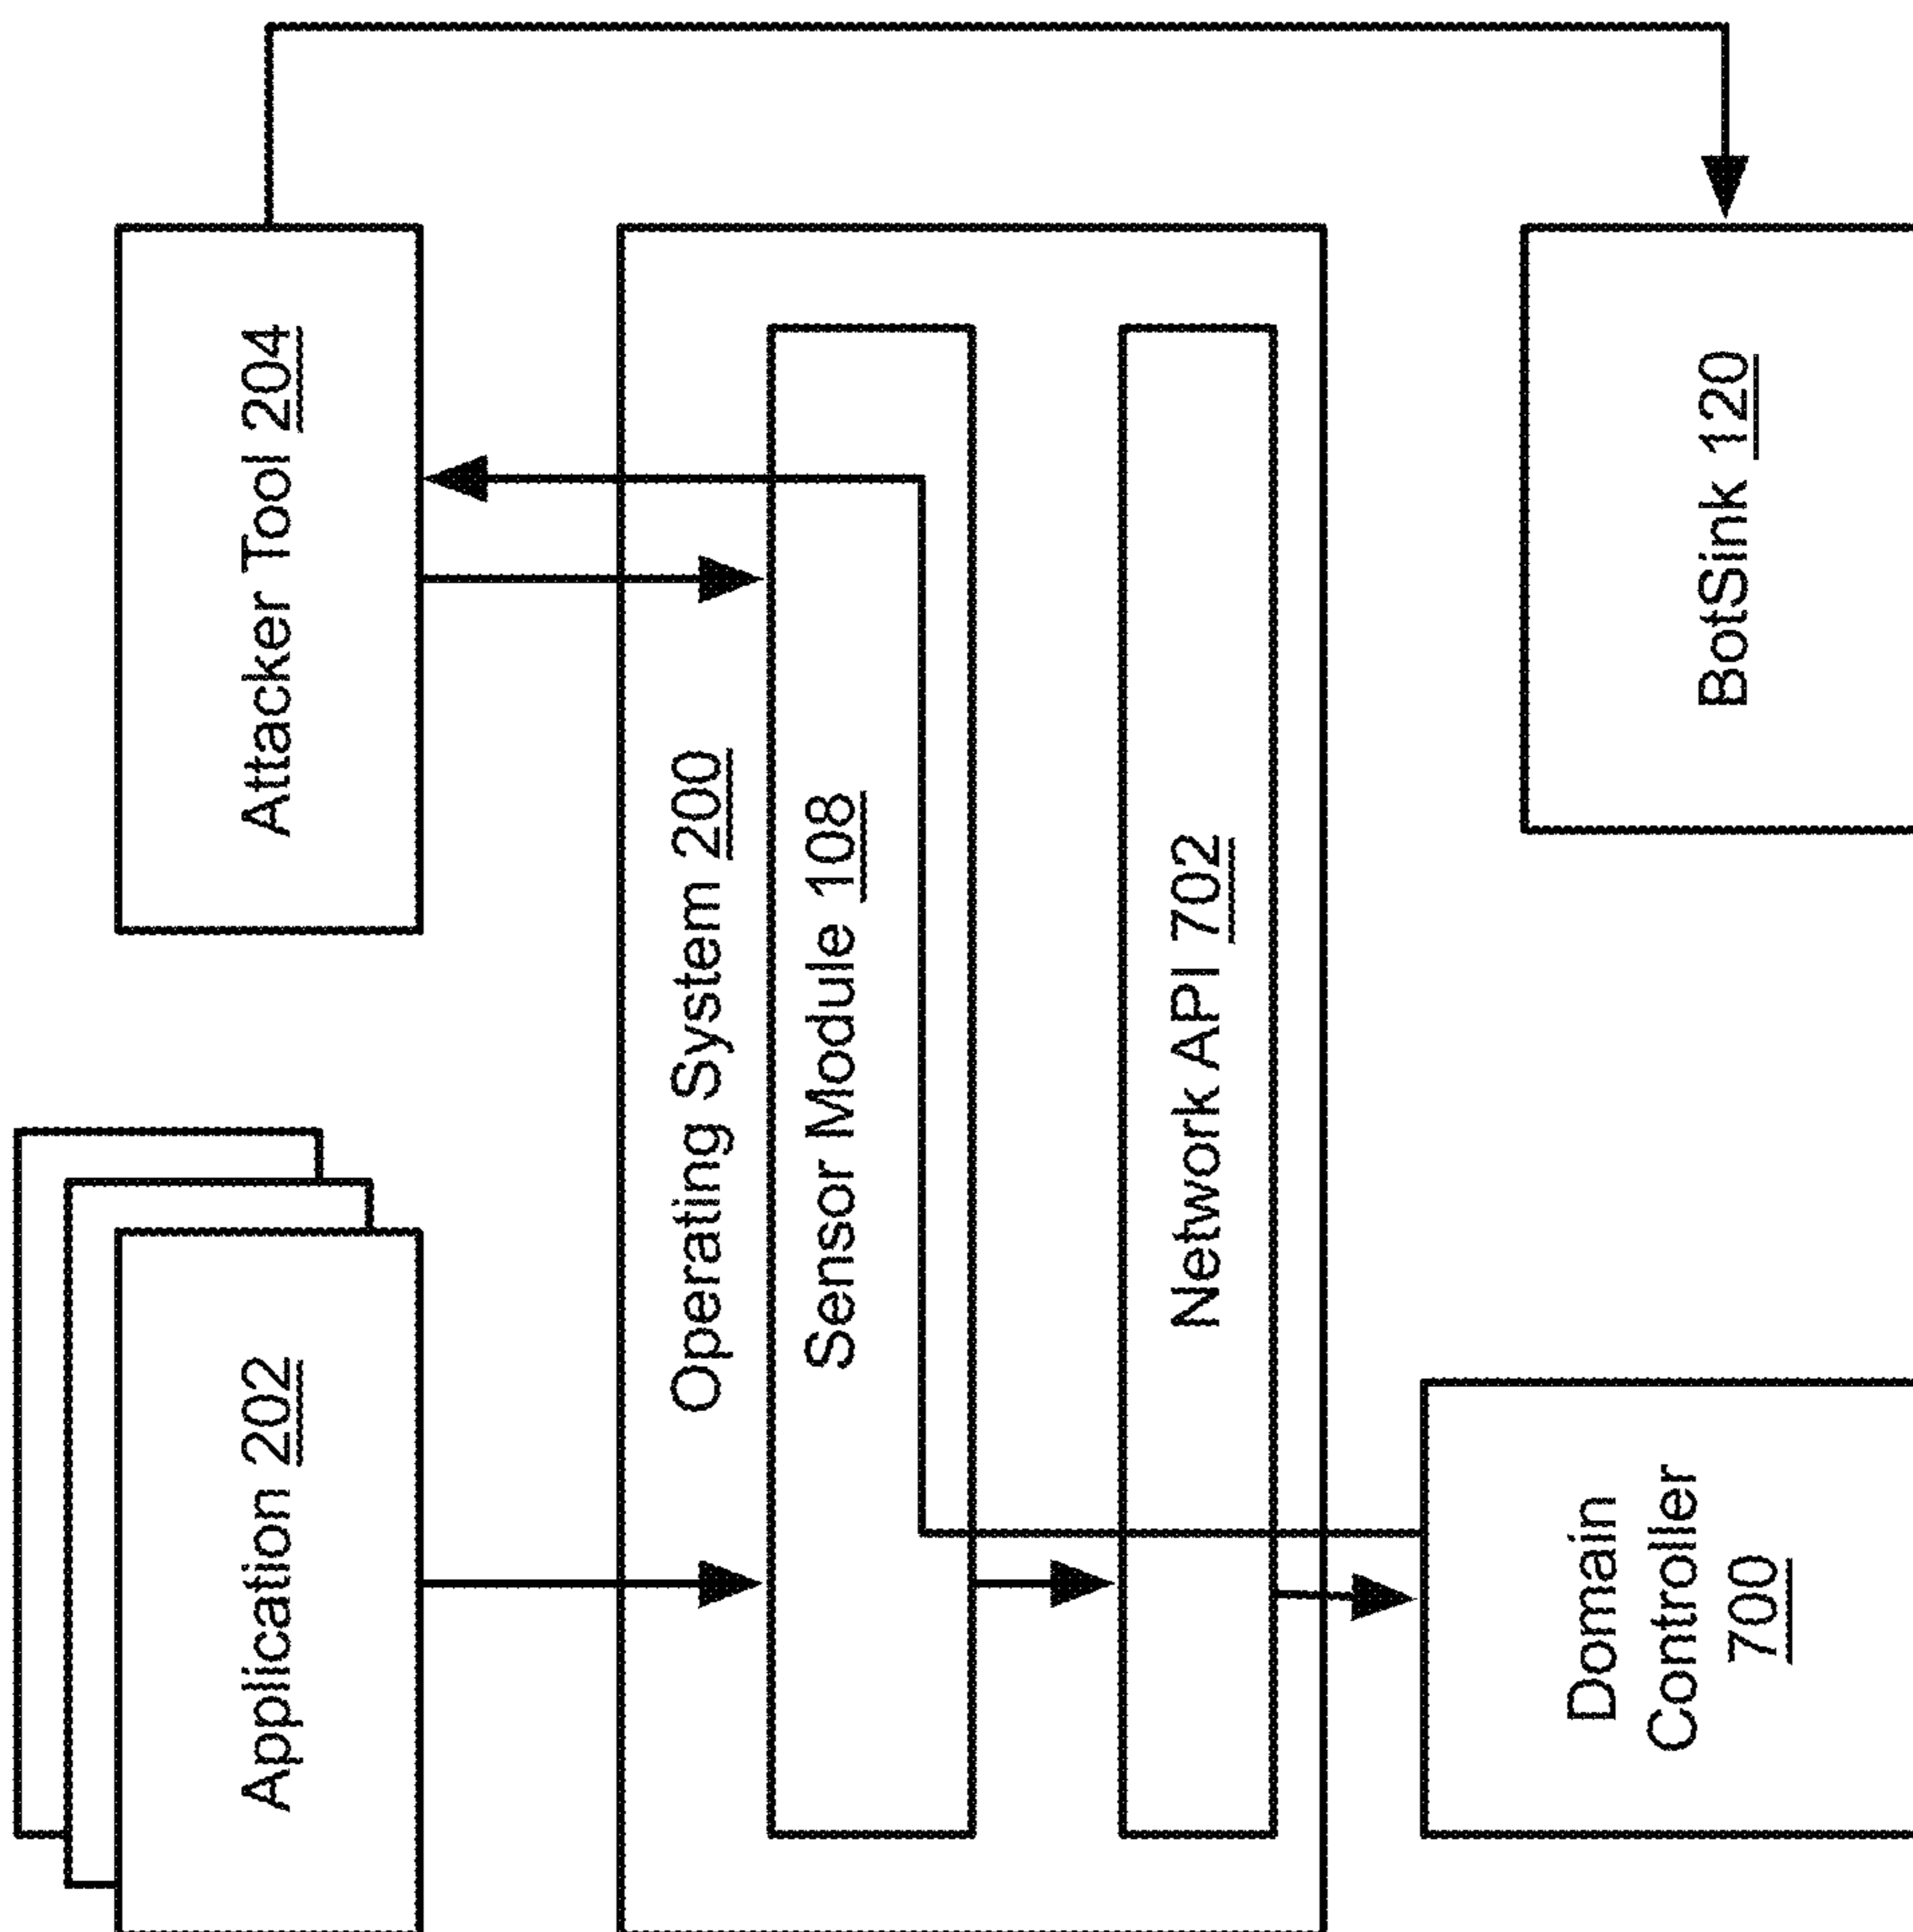 Application 202
Attacker Tool 204
Operating System 200
Sensor Module 108
Network API 702
Domain
Controller
700
BotSink 120